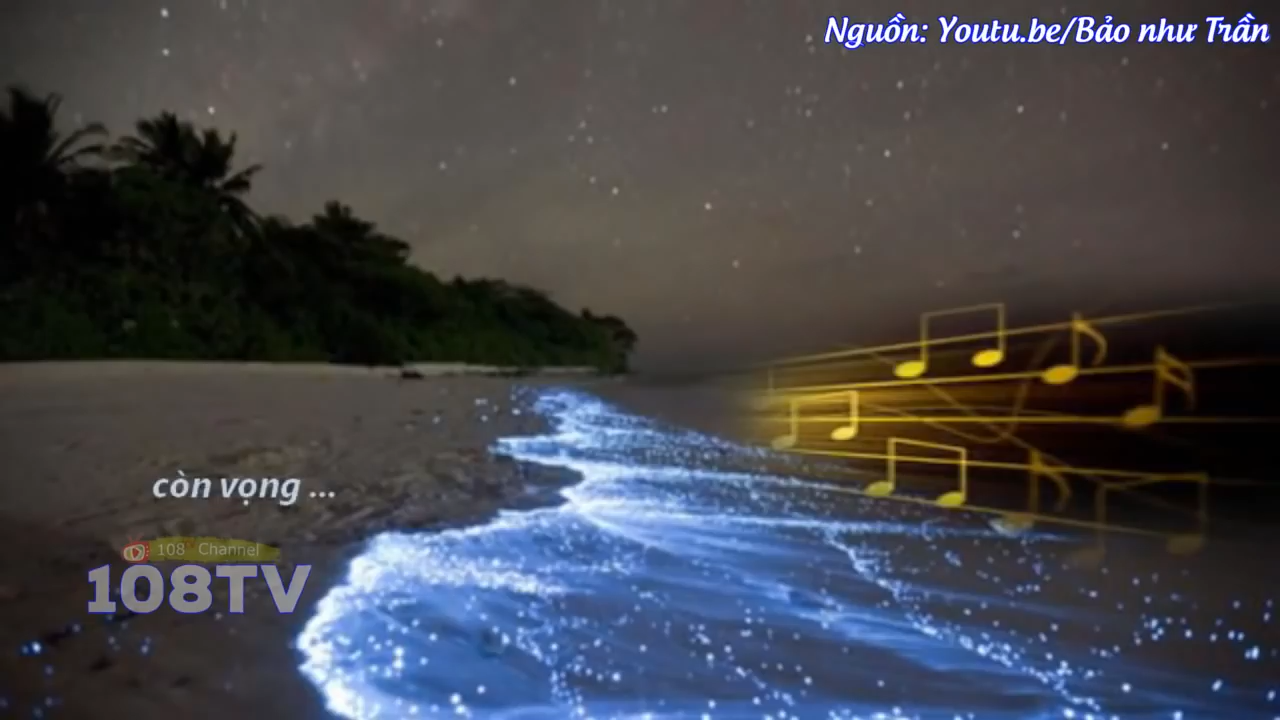 Nguồn: Youtu.be/Bảo như Trần
còn vọng ...
108 Channel
108TV